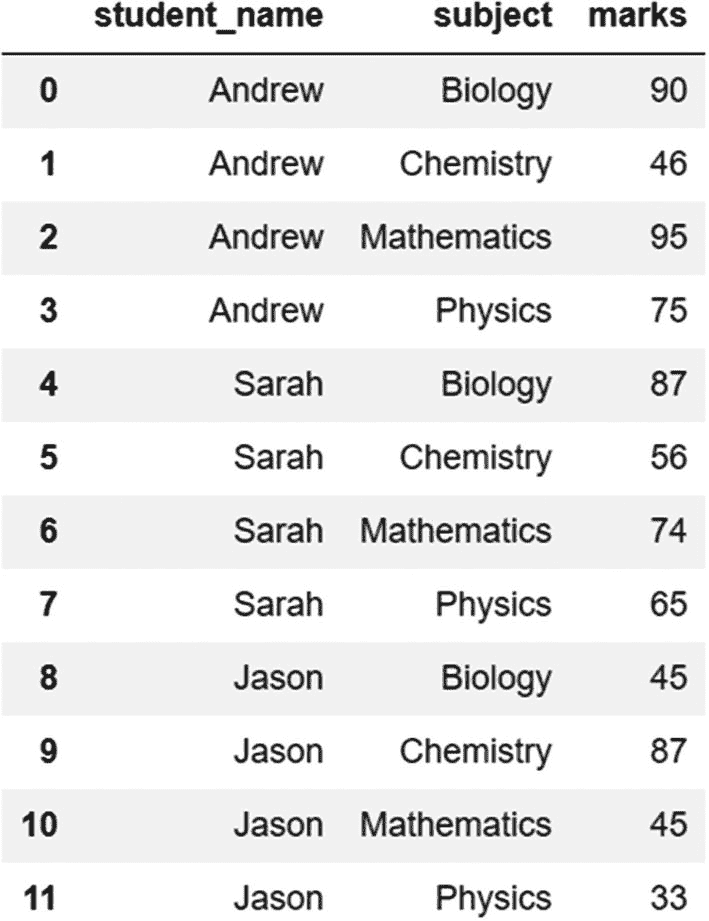 student_name subject marks
0 Andrew Biology 90
1 Andrew Chemistry 46
2 Andrew Mathematics 95
3 Andrew Physics 75
4 Sarah Biology 87
5 Sarah Chemistry 56
6 Sarah Mathematics 74
7 Sarah Physics 65
8 Jason Biology 45
9 Jason Chemistry 87
10 Jason Mathematics 45
11 Jason Physics 33